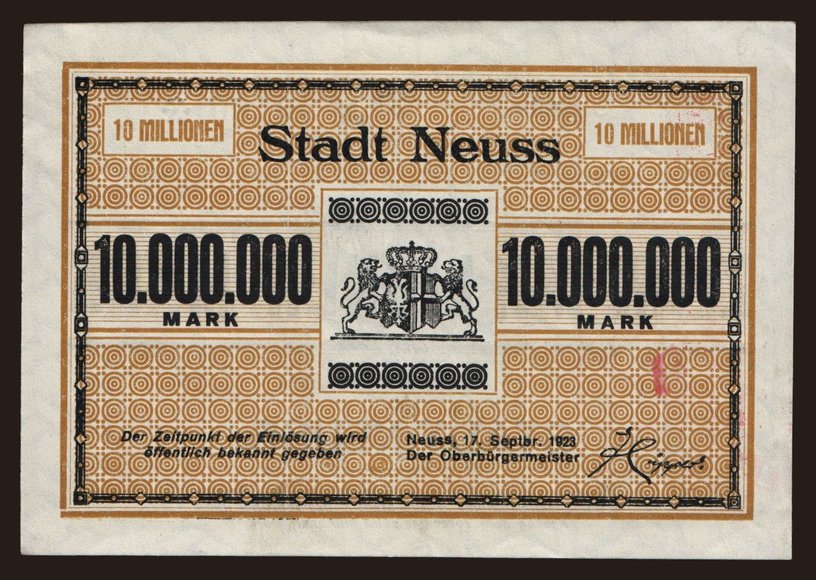 10 MILLIONEN
10 MILLIONEN
Stadt Neuss
10.000.000
MARK
10.000.000
MARK
Der Zeitpunkt der Einlösung wird
öffentlich bekannt gegeben
Neuss, 17. Septbr. 1923
Der Oberbürgermeister